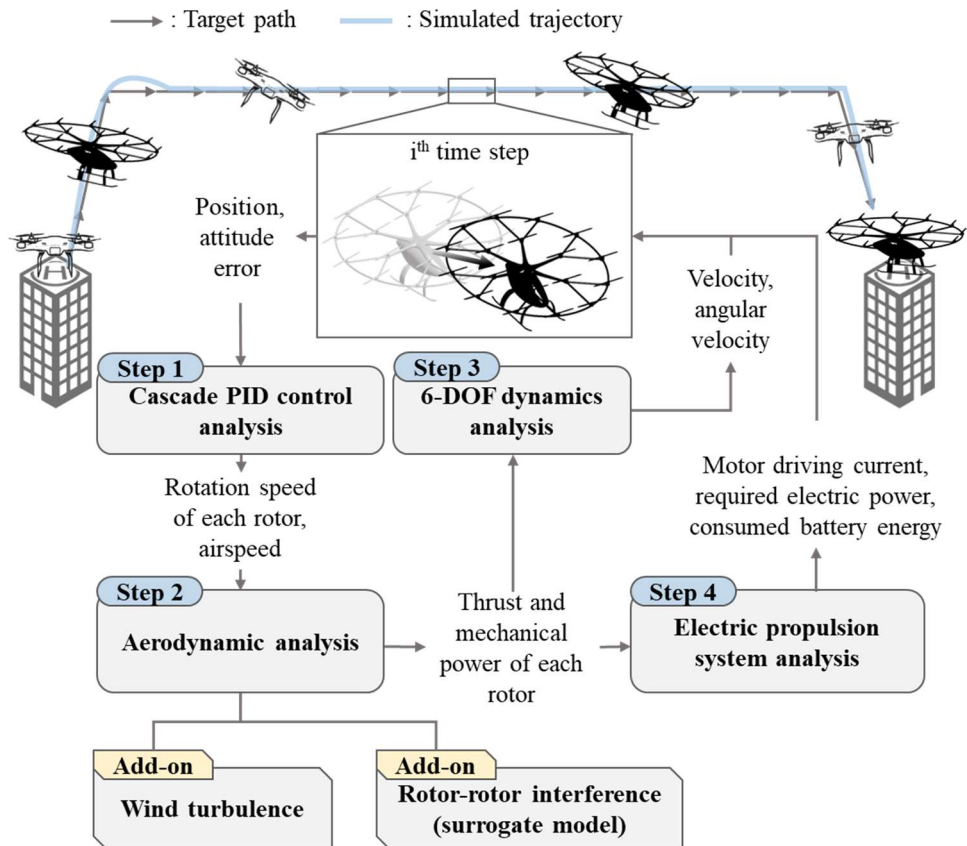 : Target path
: Simulated trajectory
ith time step
Position,
attitude
error
Velocity,
angular
velocity
Step 1
Cascade PID control
analysis
Step 3
6-DOF dynamics
analysis
Rotation speed
of each rotor,
airspeed
Motor driving current,
required electric power,
consumed battery energy
Step 2
Aerodynamic analysis
Thrust and
mechanical
power of each
rotor
Step 4
Electric propulsion
system analysis
Add-on
Wind turbulence
Add-on
Rotor-rotor interference
(surrogate model)